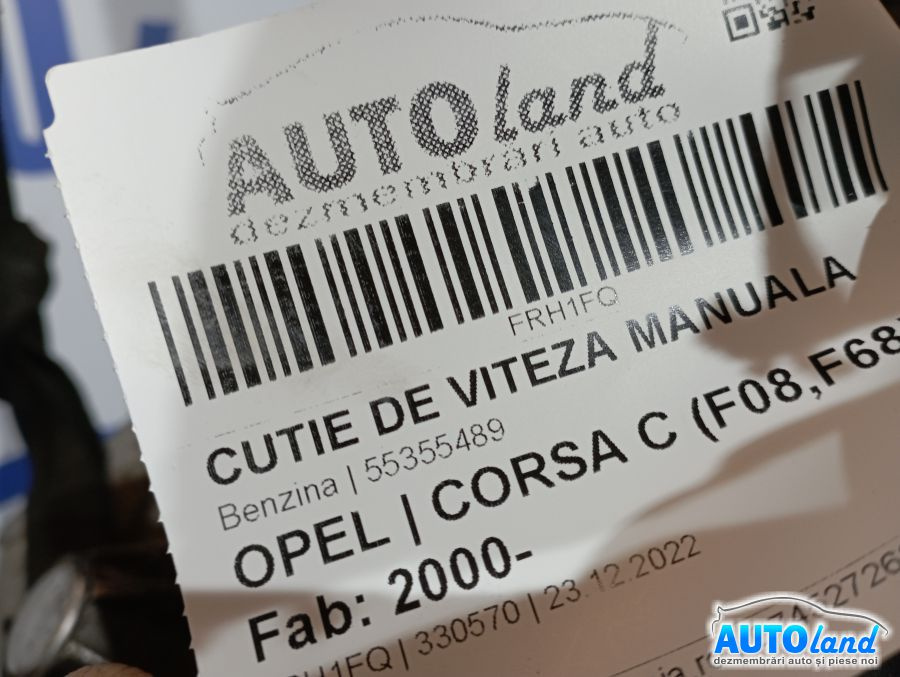 AUTOland
dezmembrări auto
FRH1FQ
CUTIE DE VITEZA MANUALA
Benzina | 55355489
OPEL | CORSA C (F08,F68)
Fab: 2000-
RH1FQ | 330570 | 23.12.2022
AUTOland
dezmembrări auto și piese noi